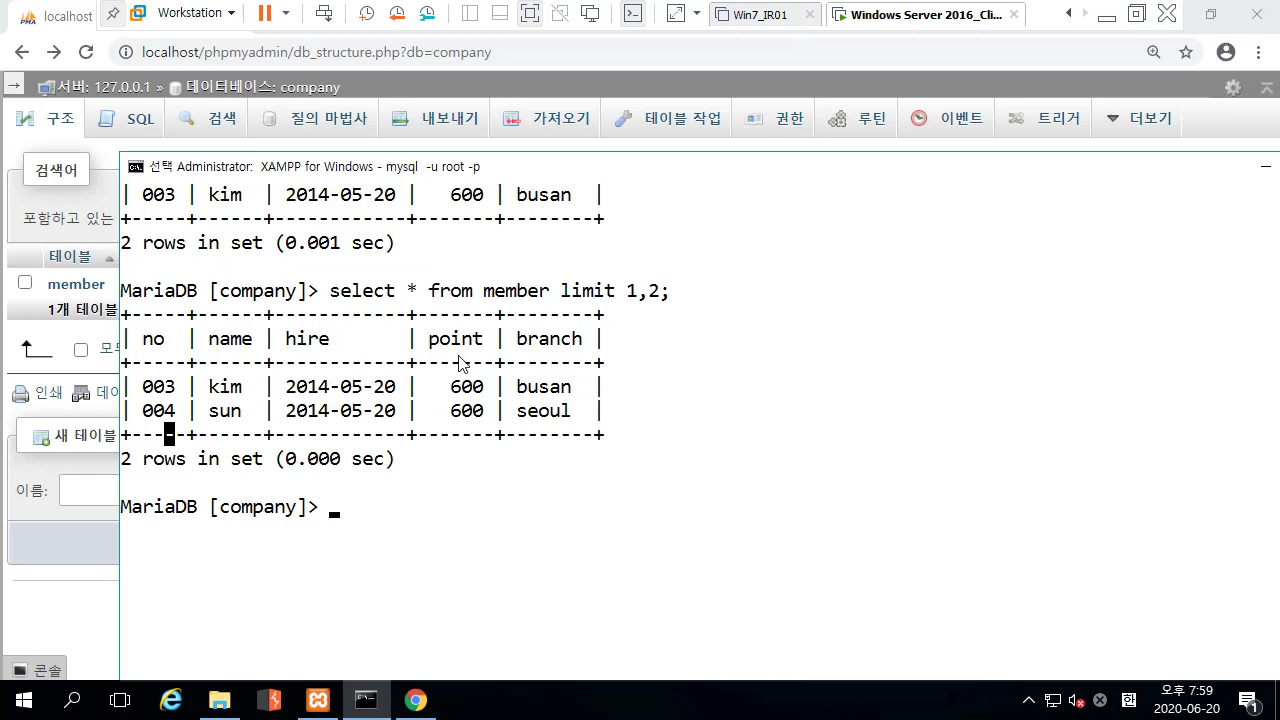 Workstation
Win7_IR01
Windows Server 2016_Cli...
localhost
localhost/phpmyadmin/db_structure.php?db=company
서버: 127.0.0.1 » 데이터베이스: company
구조 SQL 검색 질의 마법사 내보내기 가져오기 테이블 작업 권한 루틴 이벤트 트리거 더보기
검색어
포함하고 있는
테이블
member
1개 테이블
인쇄
새 테이블
이름:
콘솔
선택 Administrator: XAMPP for Windows - mysql -u root -p
| 003 | kim | 2014-05-20 | 600 | busan |
+-----+------+------------+-------+--------+
2 rows in set (0.001 sec)
MariaDB [company]> select * from member limit 1,2;
+-----+------+------------+-------+--------+
| no | name | hire | point | branch |
+-----+------+------------+-------+--------+
| 003 | kim | 2014-05-20 | 600 | busan |
| 004 | sun | 2014-05-20 | 600 | seoul |
+-----+------+------------+-------+--------+
2 rows in set (0.000 sec)
MariaDB [company]>
한
오후 7:59
2020-06-20
1